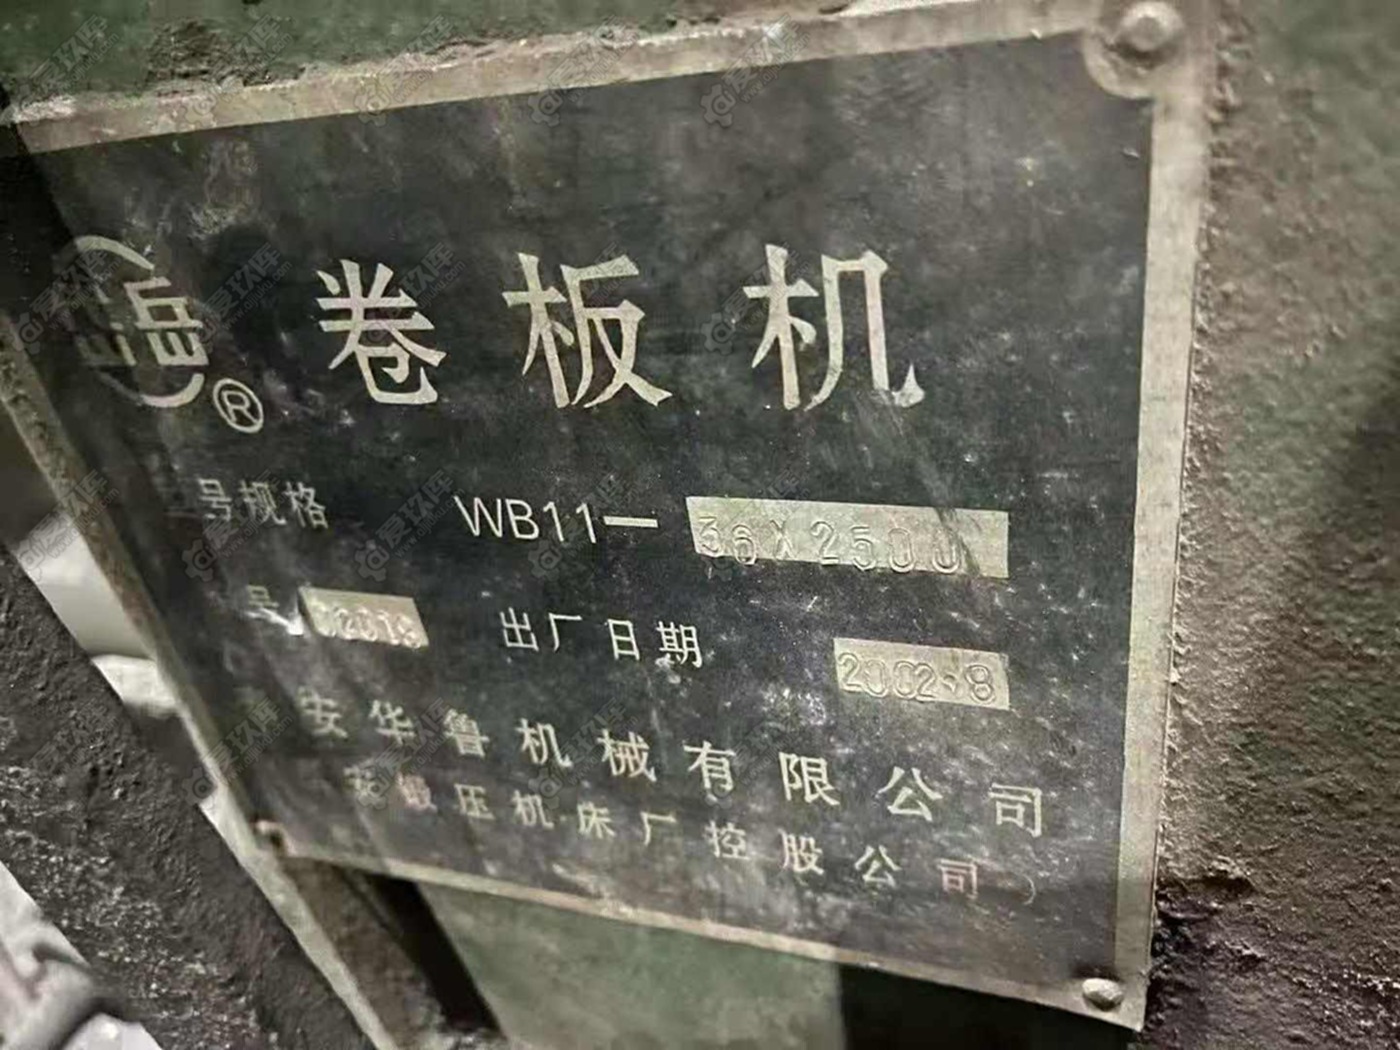 卷板机
®
号规格 WB11— 36X2500
号 02018 出厂日期 2002.8
安华鲁机械有限公司
锻压机床厂控股公司)